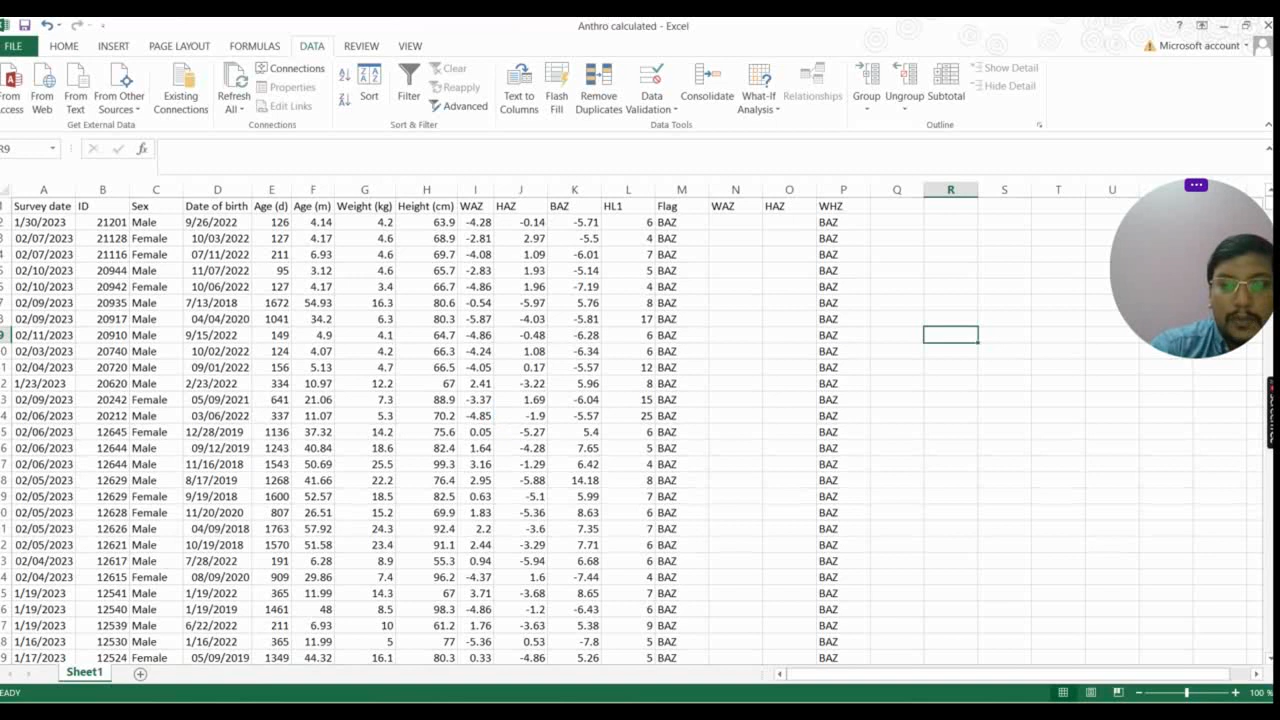 Anthro calculated - Excel
?
FILE HOME INSERT PAGE LAYOUT FORMULAS DATA REVIEW VIEW Microsoft account
From Access From Web From Text From Other Sources Existing Connections Refresh All Connections Properties Edit Links Sort Filter Clear Reapply Advanced Text to Columns Flash Fill Remove Duplicates Data Validation Consolidate What-If Analysis Relationships Group Ungroup Subtotal Show Detail Hide Detail
Get External Data Connections Sort & Filter Data Tools Outline
R9 fx
A B C D E F G H I J K L M N O P Q R S T U
1 Survey date ID Sex Date of birth Age (d) Age (m) Weight (kg) Height (cm) WAZ HAZ BAZ HL1 Flag WAZ HAZ WHZ
2 1/30/2023 21201 Male 9/26/2022 126 4.14 4.2 63.9 -4.28 -0.14 -5.71 6 BAZ BAZ
3 02/07/2023 21128 Female 10/03/2022 127 4.17 4.6 68.9 -2.81 2.97 -5.5 4 BAZ BAZ
4 02/07/2023 21116 Female 07/11/2022 211 6.93 4.6 69.7 -4.08 1.09 -6.01 7 BAZ BAZ
5 02/10/2023 20944 Male 11/07/2022 95 3.12 4.6 65.7 -2.83 1.93 -5.14 5 BAZ BAZ
6 02/10/2023 20942 Female 10/06/2022 127 4.17 3.4 66.7 -4.86 1.96 -7.19 4 BAZ BAZ
7 02/09/2023 20935 Male 7/13/2018 1672 54.93 16.3 80.6 -0.54 -5.97 5.76 8 BAZ BAZ
8 02/09/2023 20917 Male 04/04/2020 1041 34.2 6.3 80.3 -5.87 -4.03 -5.81 17 BAZ BAZ
9 02/11/2023 20910 Male 9/15/2022 149 4.9 4.1 64.7 -4.86 -0.48 -6.28 6 BAZ BAZ
0 02/03/2023 20740 Male 10/02/2022 124 4.07 4.2 66.3 -4.24 1.08 -6.34 6 BAZ BAZ
1 02/04/2023 20720 Male 09/01/2022 156 5.13 4.7 66.5 -4.05 0.17 -5.57 12 BAZ BAZ
2 1/23/2023 20620 Male 2/23/2022 334 10.97 12.2 67 2.41 -3.22 5.96 8 BAZ BAZ
3 02/09/2023 20242 Female 05/09/2021 641 21.06 7.3 88.9 -3.37 1.69 -6.04 15 BAZ BAZ
4 02/06/2023 20212 Male 03/06/2022 337 11.07 5.3 70.2 -4.85 -1.9 -5.57 25 BAZ BAZ
5 02/06/2023 12645 Female 12/28/2019 1136 37.32 14.2 75.6 0.05 -5.27 5.4 6 BAZ BAZ
6 02/06/2023 12644 Male 09/12/2019 1243 40.84 18.6 82.4 1.64 -4.28 7.65 5 BAZ BAZ
7 02/06/2023 12644 Male 11/16/2018 1543 50.69 25.5 99.3 3.16 -1.29 6.42 4 BAZ BAZ
8 02/05/2023 12629 Male 8/17/2019 1268 41.66 22.2 76.4 2.95 -5.88 14.18 8 BAZ BAZ
9 02/05/2023 12629 Female 9/19/2018 1600 52.57 18.5 82.5 0.63 -5.1 5.99 7 BAZ BAZ
0 02/05/2023 12628 Female 11/20/2020 807 26.51 15.2 69.9 1.83 -5.36 8.63 6 BAZ BAZ
1 02/05/2023 12626 Male 04/09/2018 1763 57.92 24.3 92.4 2.2 -3.6 7.35 7 BAZ BAZ
2 02/05/2023 12621 Male 10/19/2018 1570 51.58 23.4 91.1 2.44 -3.29 7.71 6 BAZ BAZ
3 02/04/2023 12617 Male 7/28/2022 191 6.28 8.9 55.3 0.94 -5.94 6.68 6 BAZ BAZ
4 02/04/2023 12615 Female 08/09/2020 909 29.86 7.4 96.2 -4.37 1.6 -7.44 4 BAZ BAZ
5 1/19/2023 12541 Male 1/19/2022 365 11.99 14.3 67 3.71 -3.68 8.65 7 BAZ BAZ
6 1/19/2023 12540 Male 1/19/2019 1461 48 8.5 98.3 -4.86 -1.2 -6.43 6 BAZ BAZ
7 1/19/2023 12539 Male 6/22/2022 211 6.93 10 61.2 1.76 -3.63 5.38 9 BAZ BAZ
8 1/16/2023 12530 Male 1/16/2022 365 11.99 5 77 -5.36 0.53 -7.8 5 BAZ BAZ
9 1/17/2023 12524 Female 05/09/2019 1349 44.32 16.1 80.3 0.33 -4.86 5.26 5 BAZ BAZ
Sheet1
READY 100 %